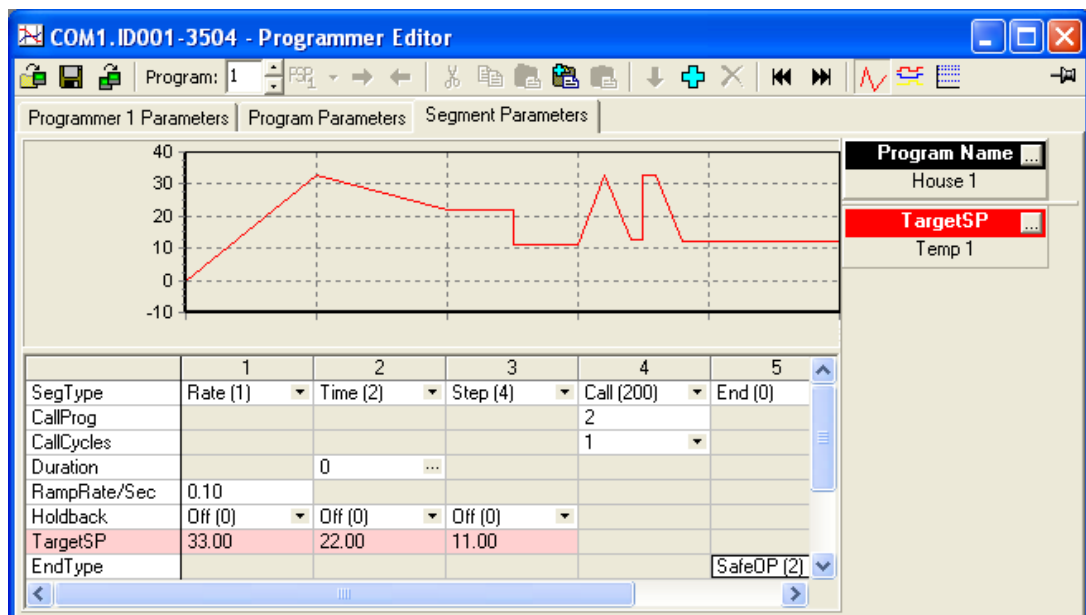 COM1.ID001-3504 - Programmer Editor
Program: 1 PSP1
Programmer 1 Parameters Program Parameters Segment Parameters
40
30
20
10
0
-10
Program Name ...
House 1
TargetSP ...
Temp 1
1 2 3 4 5
SegType Rate (1) Time (2) Step (4) Call (200) End (0)
CallProg 2
CallCycles 1
Duration 0 ...
RampRate/Sec 0.10
Holdback Off (0) Off (0) Off (0)
TargetSP 33.00 22.00 11.00
EndType SafeOP (2)